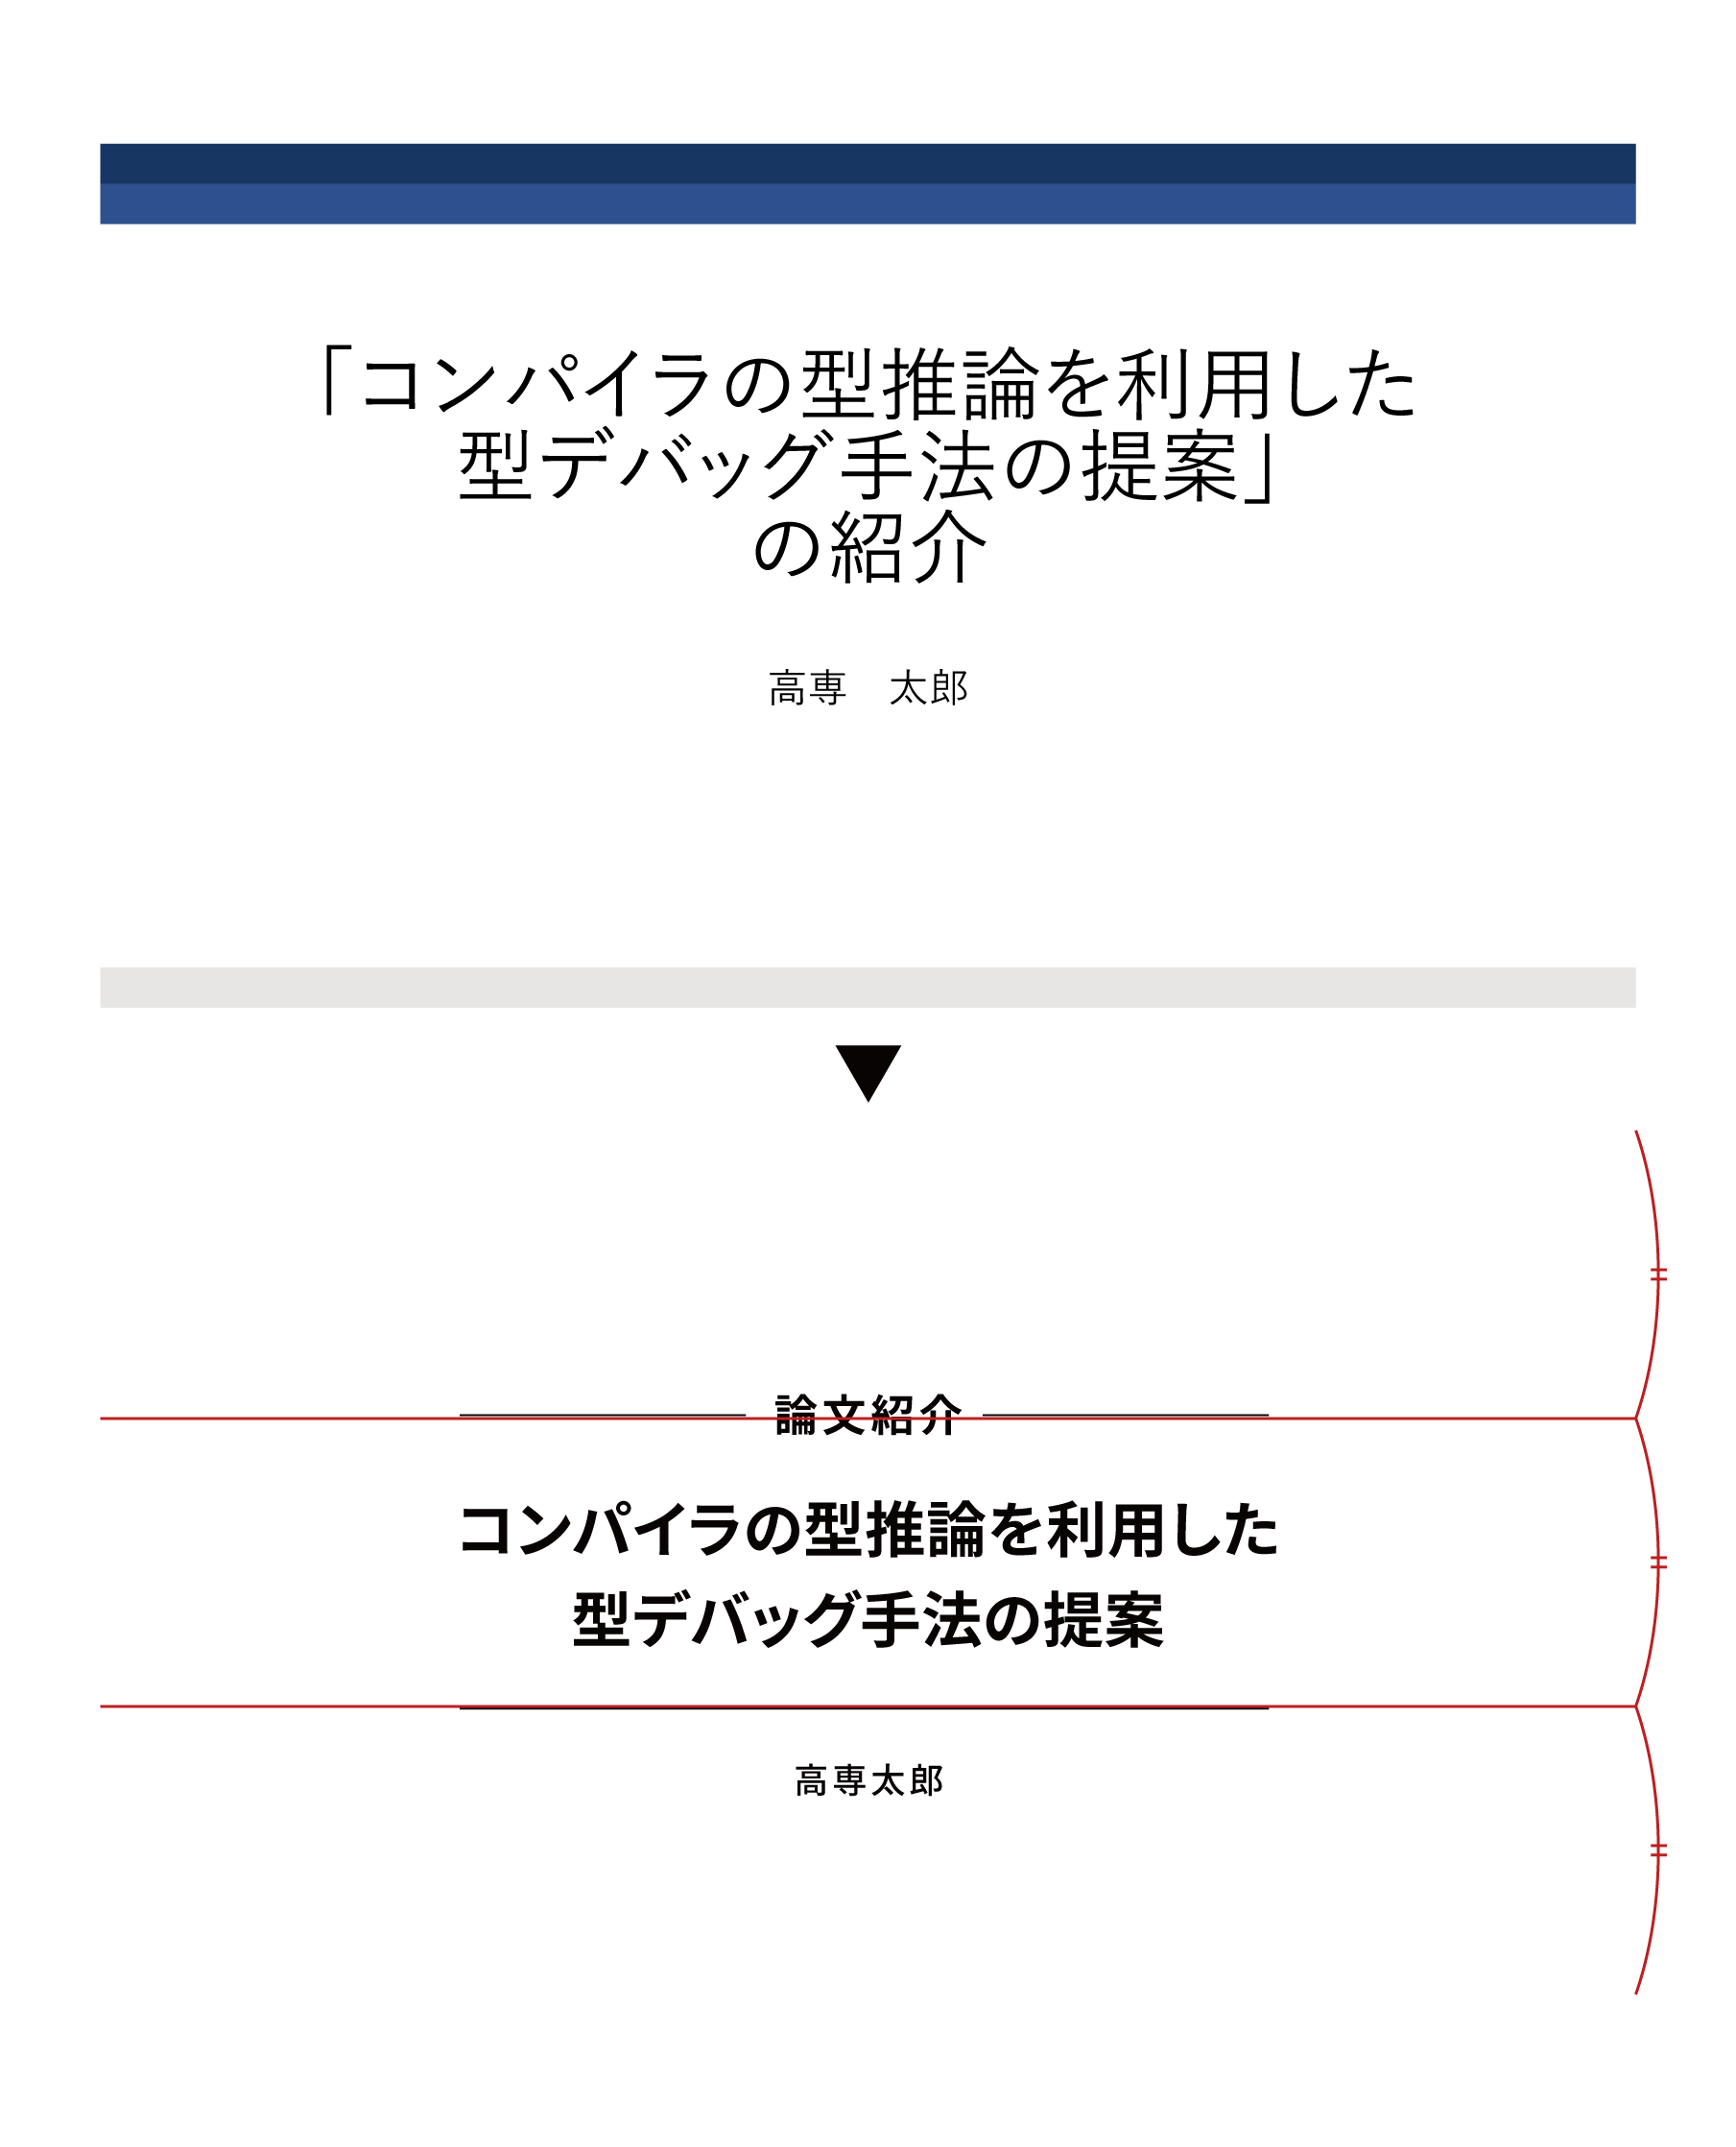 「コンパイラの型推論を利用した
型デバッグ手法の提案」
の紹介
高専　太郎
論文紹介
コンパイラの型推論を利用した
型デバッグ手法の提案
高専太郎